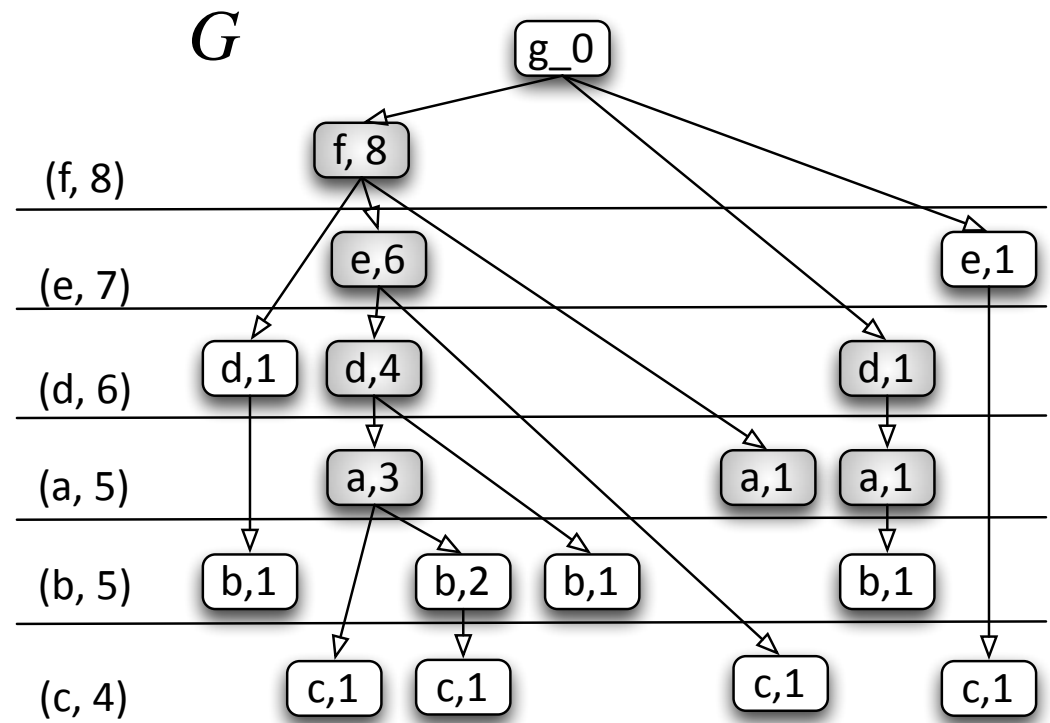 G
g_0
(f, 8)
f, 8
(e, 7)
e,6
e,1
(d, 6)
d,1
d,4
d,1
(a, 5)
a,3
a,1
a,1
(b, 5)
b,1
b,2
b,1
b,1
(c, 4)
c,1
c,1
c,1
c,1